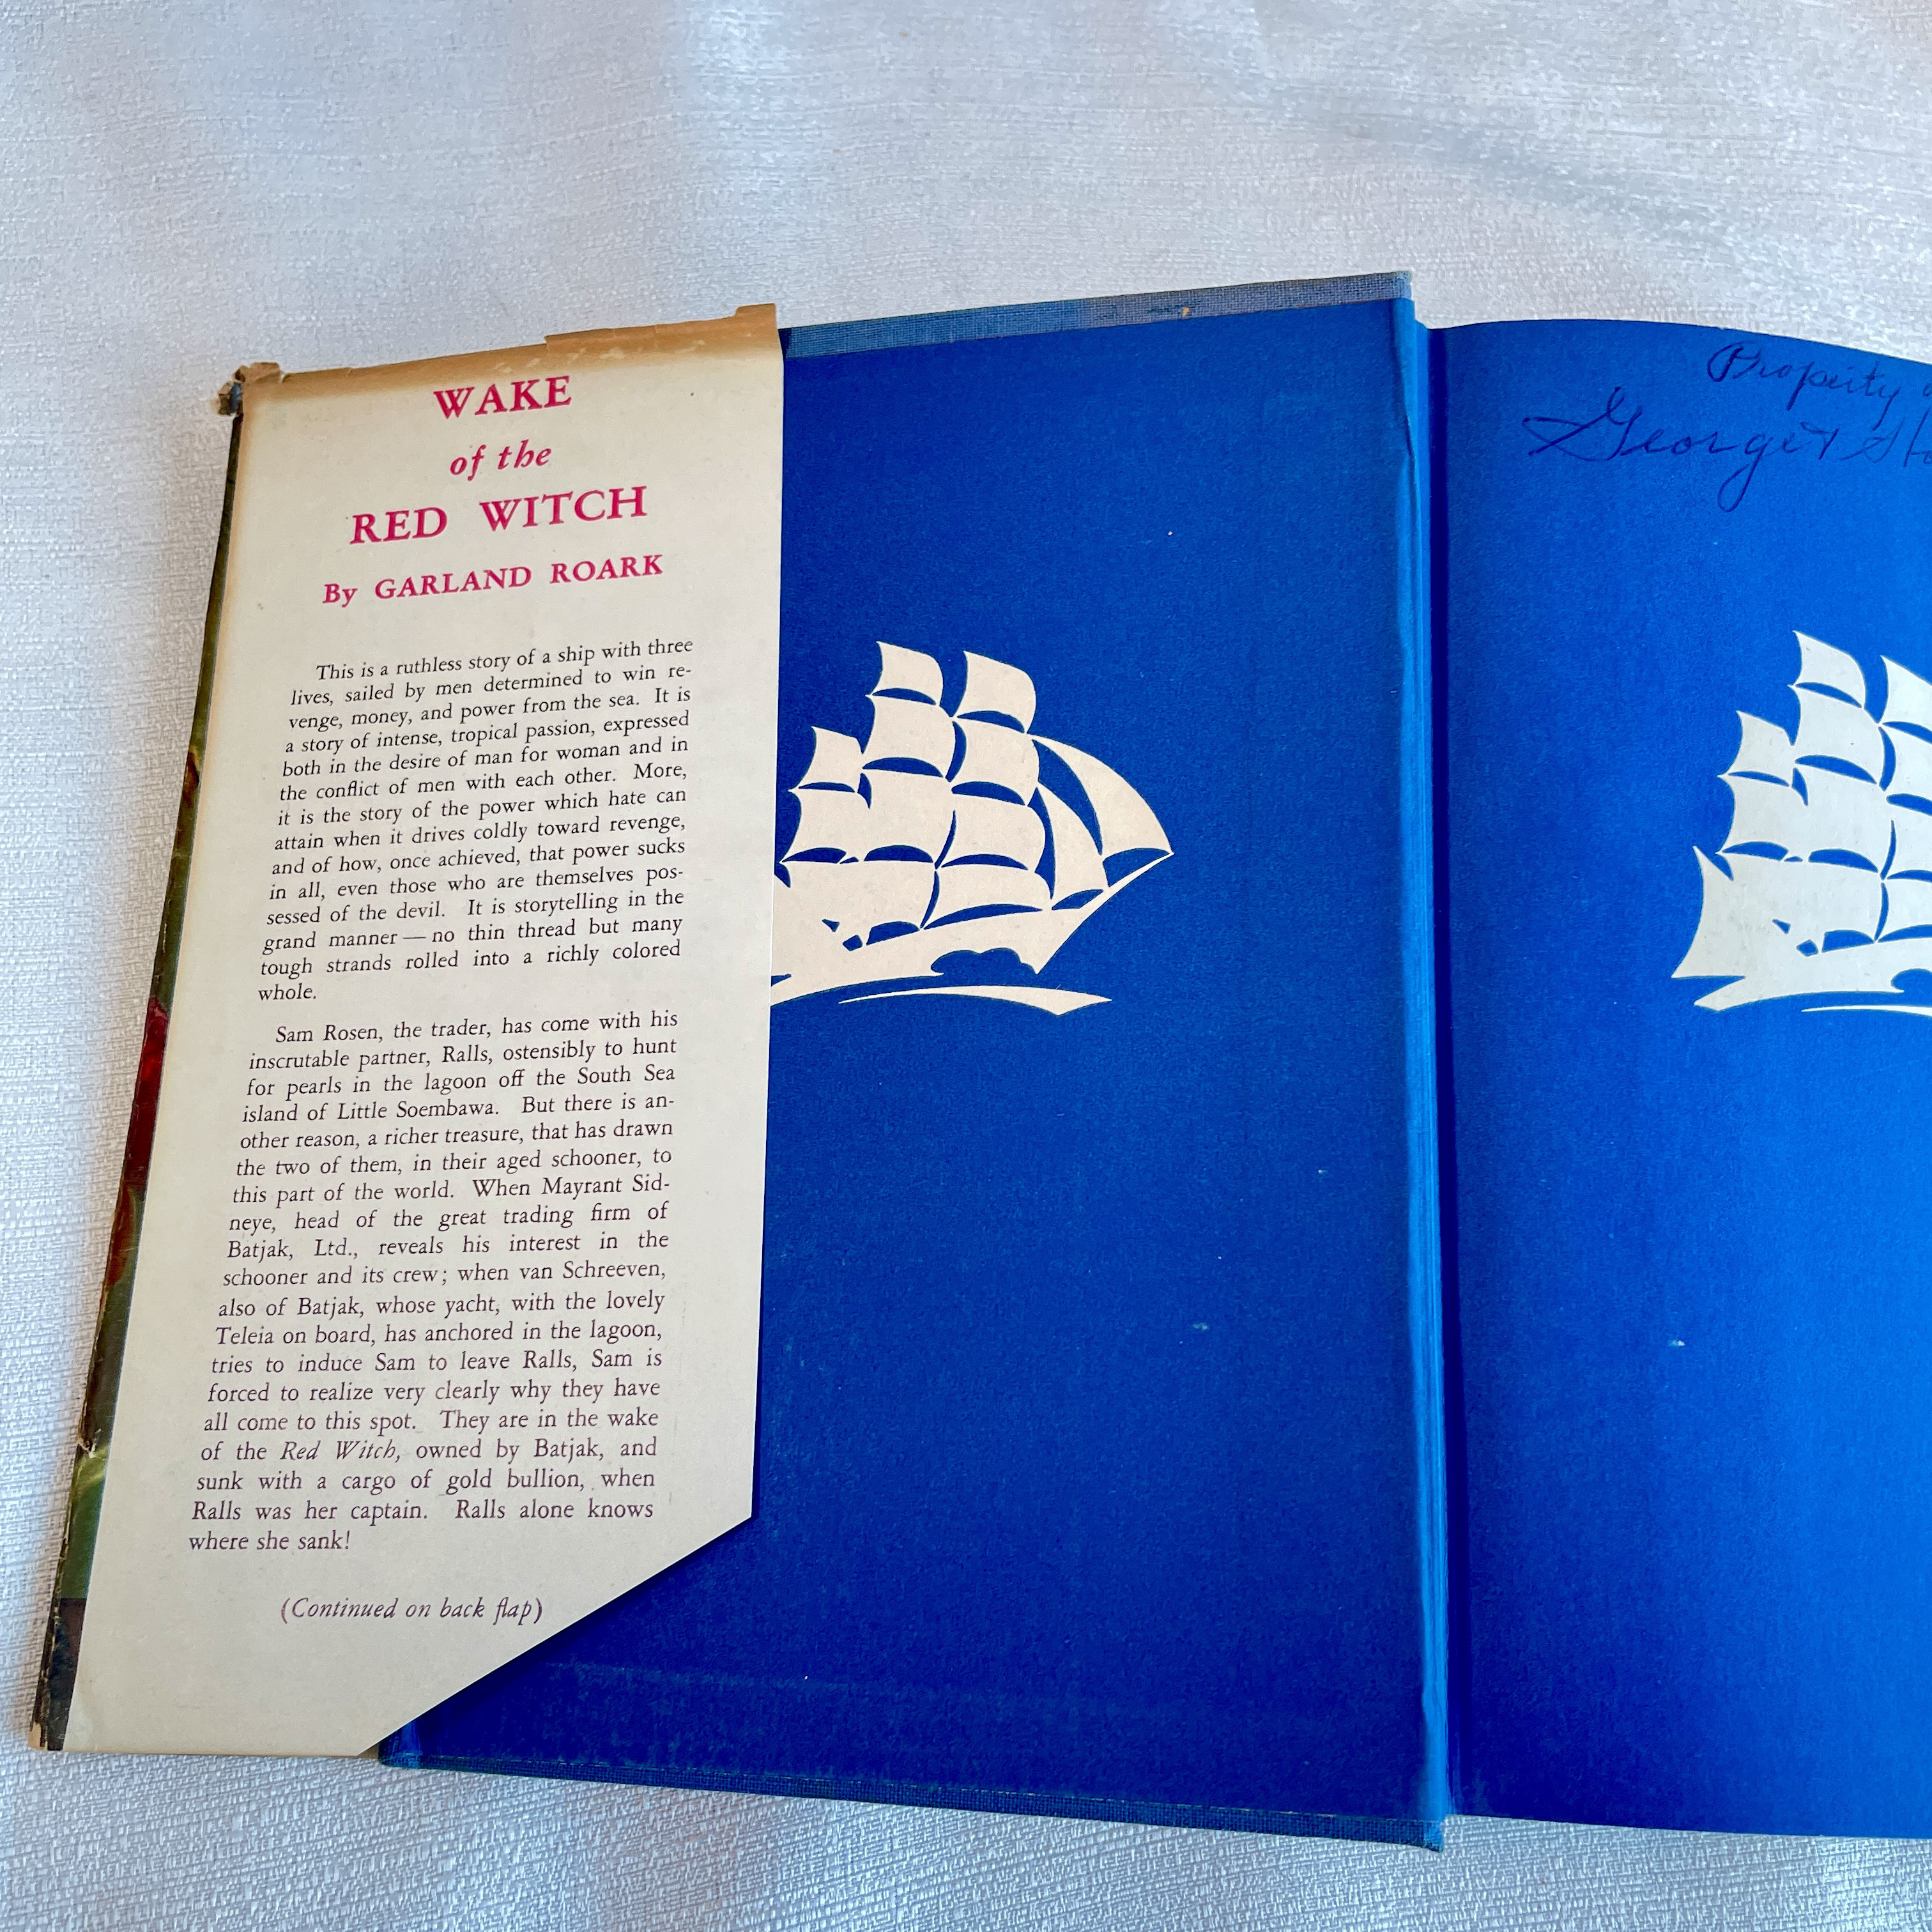 WAKE
of the
RED WITCH
By GARLAND ROARK
This is a ruthless story of a ship with three
lives, sailed by men determined to win re-
venge, money, and power from the sea. It is
a story of intense, tropical passion, expressed
both in the desire of man for woman and in
the conflict of men with each other. More,
it is the story of the power which hate can
attain when it drives coldly toward revenge,
and of how, once achieved, that power sucks
in all, even those who are themselves pos-
sessed of the devil. It is storytelling in the
grand manner — no thin thread but many
tough strands rolled into a richly colored
whole.
Sam Rosen, the trader, has come with his
inscrutable partner, Ralls, ostensibly to hunt
for pearls in the lagoon off the South Sea
island of Little Soembawa. But there is an-
other reason, a richer treasure, that has drawn
the two of them, in their aged schooner, to
this part of the world. When Mayrant Sid-
neye, head of the great trading firm of
Batjak, Ltd., reveals his interest in the
schooner and its crew; when van Schreeven,
also of Batjak, whose yacht, with the lovely
Teleia on board, has anchored in the lagoon,
tries to induce Sam to leave Ralls, Sam is
forced to realize very clearly why they have
all come to this spot. They are in the wake
of the Red Witch, owned by Batjak, and
sunk with a cargo of gold bullion, when
Ralls was her captain. Ralls alone knows
where she sank!
(Continued on back flap)
Property
George